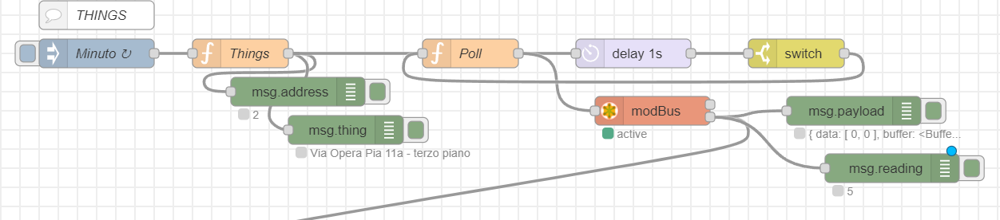 THINGS
Minuto ↻
Things
Poll
delay 1s
switch
msg.address
2
modBus
active
msg.payload
{ data: [ 0, 0 ], buffer: <Buffe...
msg.thing
Via Opera Pia 11a - terzo piano
msg.reading
5